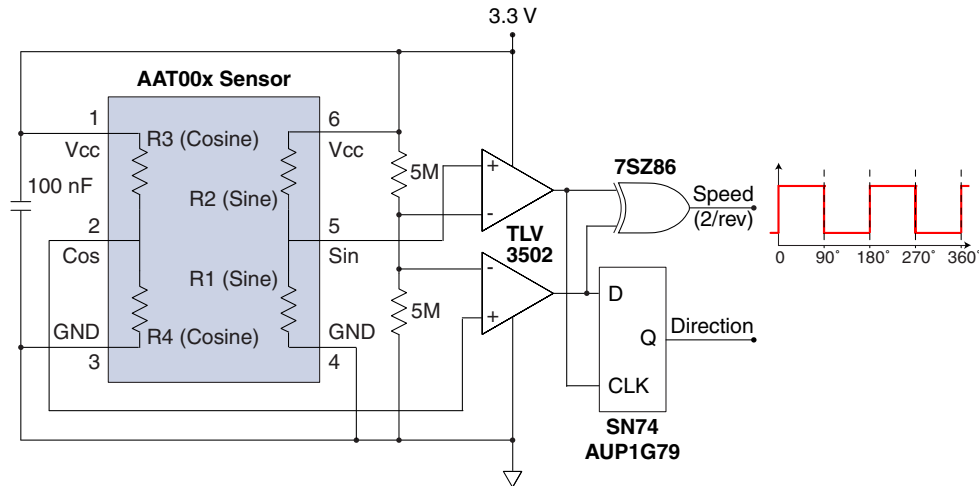 3.3 V
AAT00x Sensor
1
Vcc
R3 (Cosine)
6
Vcc
R2 (Sine)
100 nF
2
Cos
5
Sin
R1 (Sine)
R4 (Cosine)
GND
3
GND
4
5M
5M
+
-
TLV
3502
-
+
7SZ86
Speed
(2/rev)
0
90°
180°
270°
360°
D
Q
CLK
Direction
SN74
AUP1G79